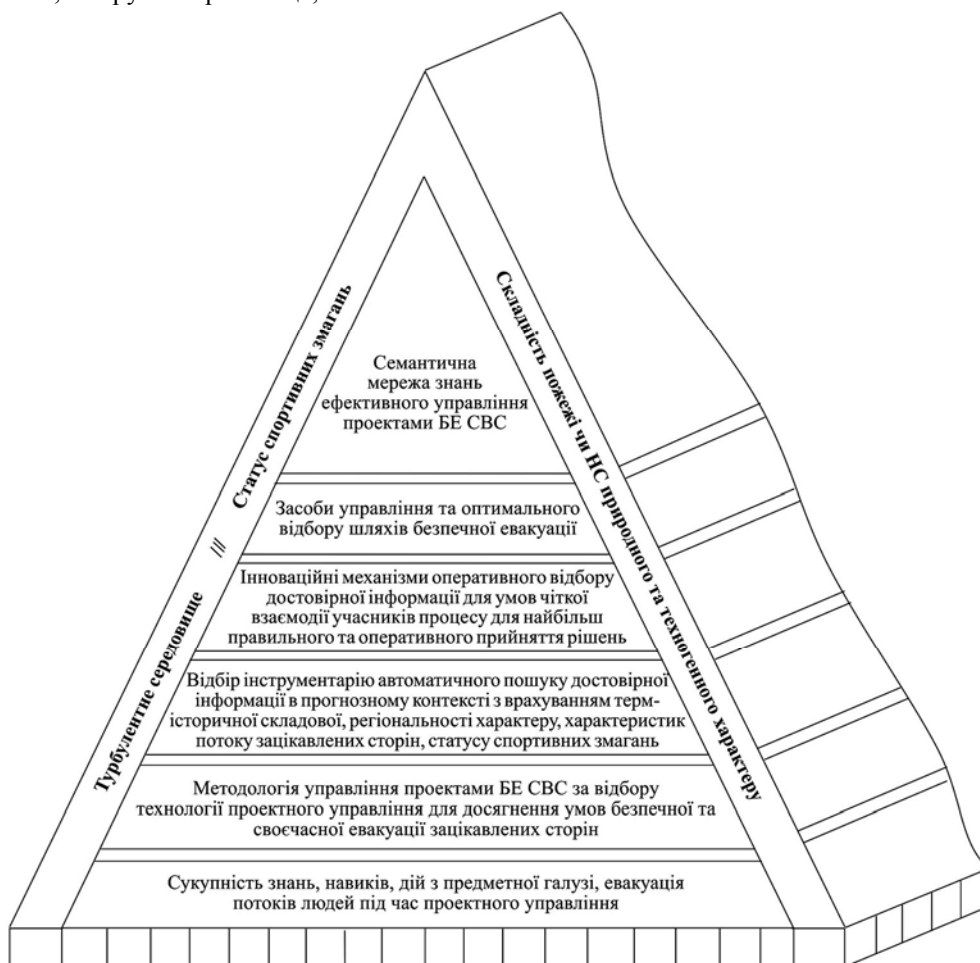 Статус спортивних змагань
///
Турбулентне середовище
Складність пожежі чи НС природного та техногенного характеру
Семантична
мережа знань
ефективного управління
проектами БЕ СВС
Засоби управління та оптимального
відбору шляхів безпечної евакуації
Інноваційні механізми оперативного відбору
достовірної інформації для умов чіткої
взаємодії учасників процесу для найбільш
правильного та оперативного прийняття рішень
Відбір інструментарію автоматичного пошуку достовірної
інформації в прогнозному контексті з врахуванням терм-
історичної складової, регіональності характеру, характеристик
потоку зацікавлених сторін, статусу спортивних змагань
Методологія управління проектами БЕ СВС за відбору
технології проектного управління для досягнення умов безпечної та
своєчасна евакуації зацікавлених сторін
Сукупність знань, навиків, дій з предметної галузі, евакуація
потоків людей під час проектного управління